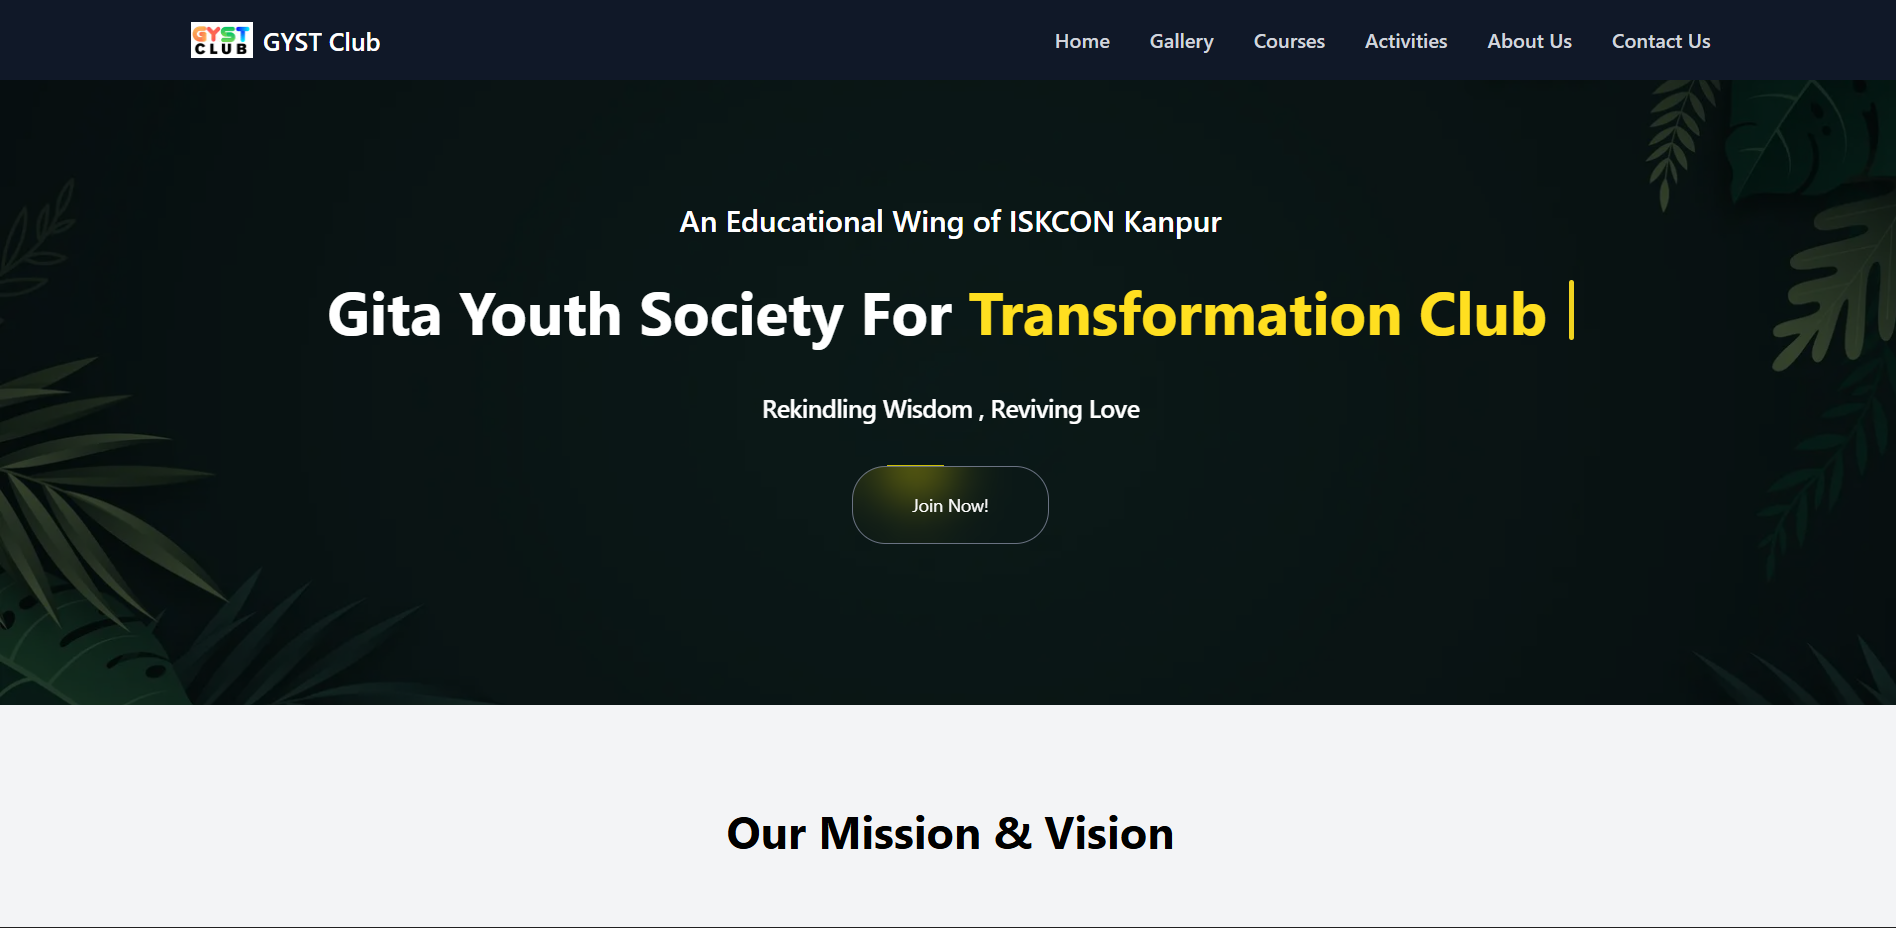 GYST
CLUB
GYST Club
Home
Gallery
Courses
Activities
About Us
Contact Us
An Educational Wing of ISKCON Kanpur
Gita Youth Society For Transformation Club
Rekindling Wisdom , Reviving Love
Join Now!
Our Mission & Vision